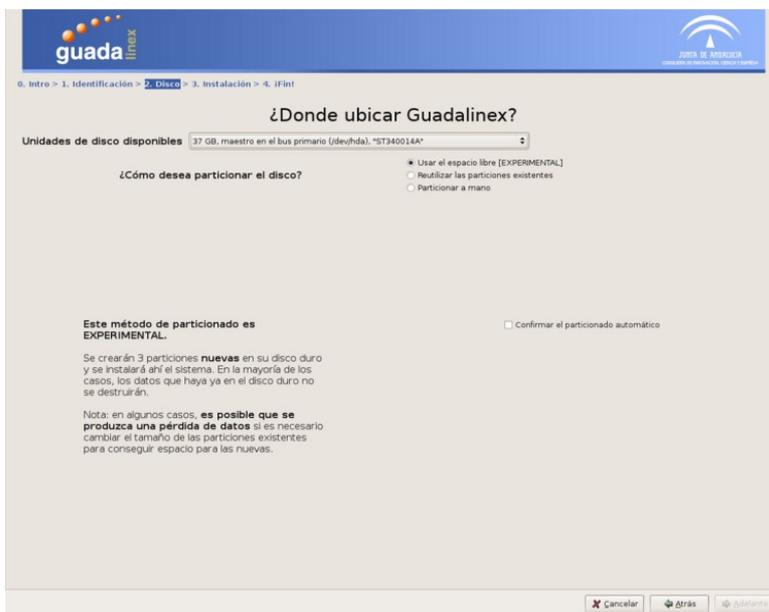 guadalinex
JUNTA DE ANDALUCIA
CONSEJERÍA DE INNOVACIÓN, CIENCIA Y EMPRESA
0. Intro > 1. Identificación > 2. Disco > 3. Instalación > 4. ¡Fin!
¿Donde ubicar Guadalinex?
Unidades de disco disponibles 37 GB, maestro en el bus primario (/dev/hda), "ST340014A"
¿Cómo desea particionar el disco?
Usar el espacio libre [EXPERIMENTAL]
Reutilizar las particiones existentes
Particionar a mano
Este método de particionado es
EXPERIMENTAL.
Confirmar el particionado automático
Se crearán 3 particiones nuevas en su disco duro
y se instalará ahí el sistema. En la mayoría de los
casos, los datos que haya ya en el disco duro no
se destruirán.
Nota: en algunos casos, es posible que se
produzca una pérdida de datos si es necesario
cambiar el tamaño de las particiones existentes
para conseguir espacio para las nuevas.
Cancelar Atrás Adelante